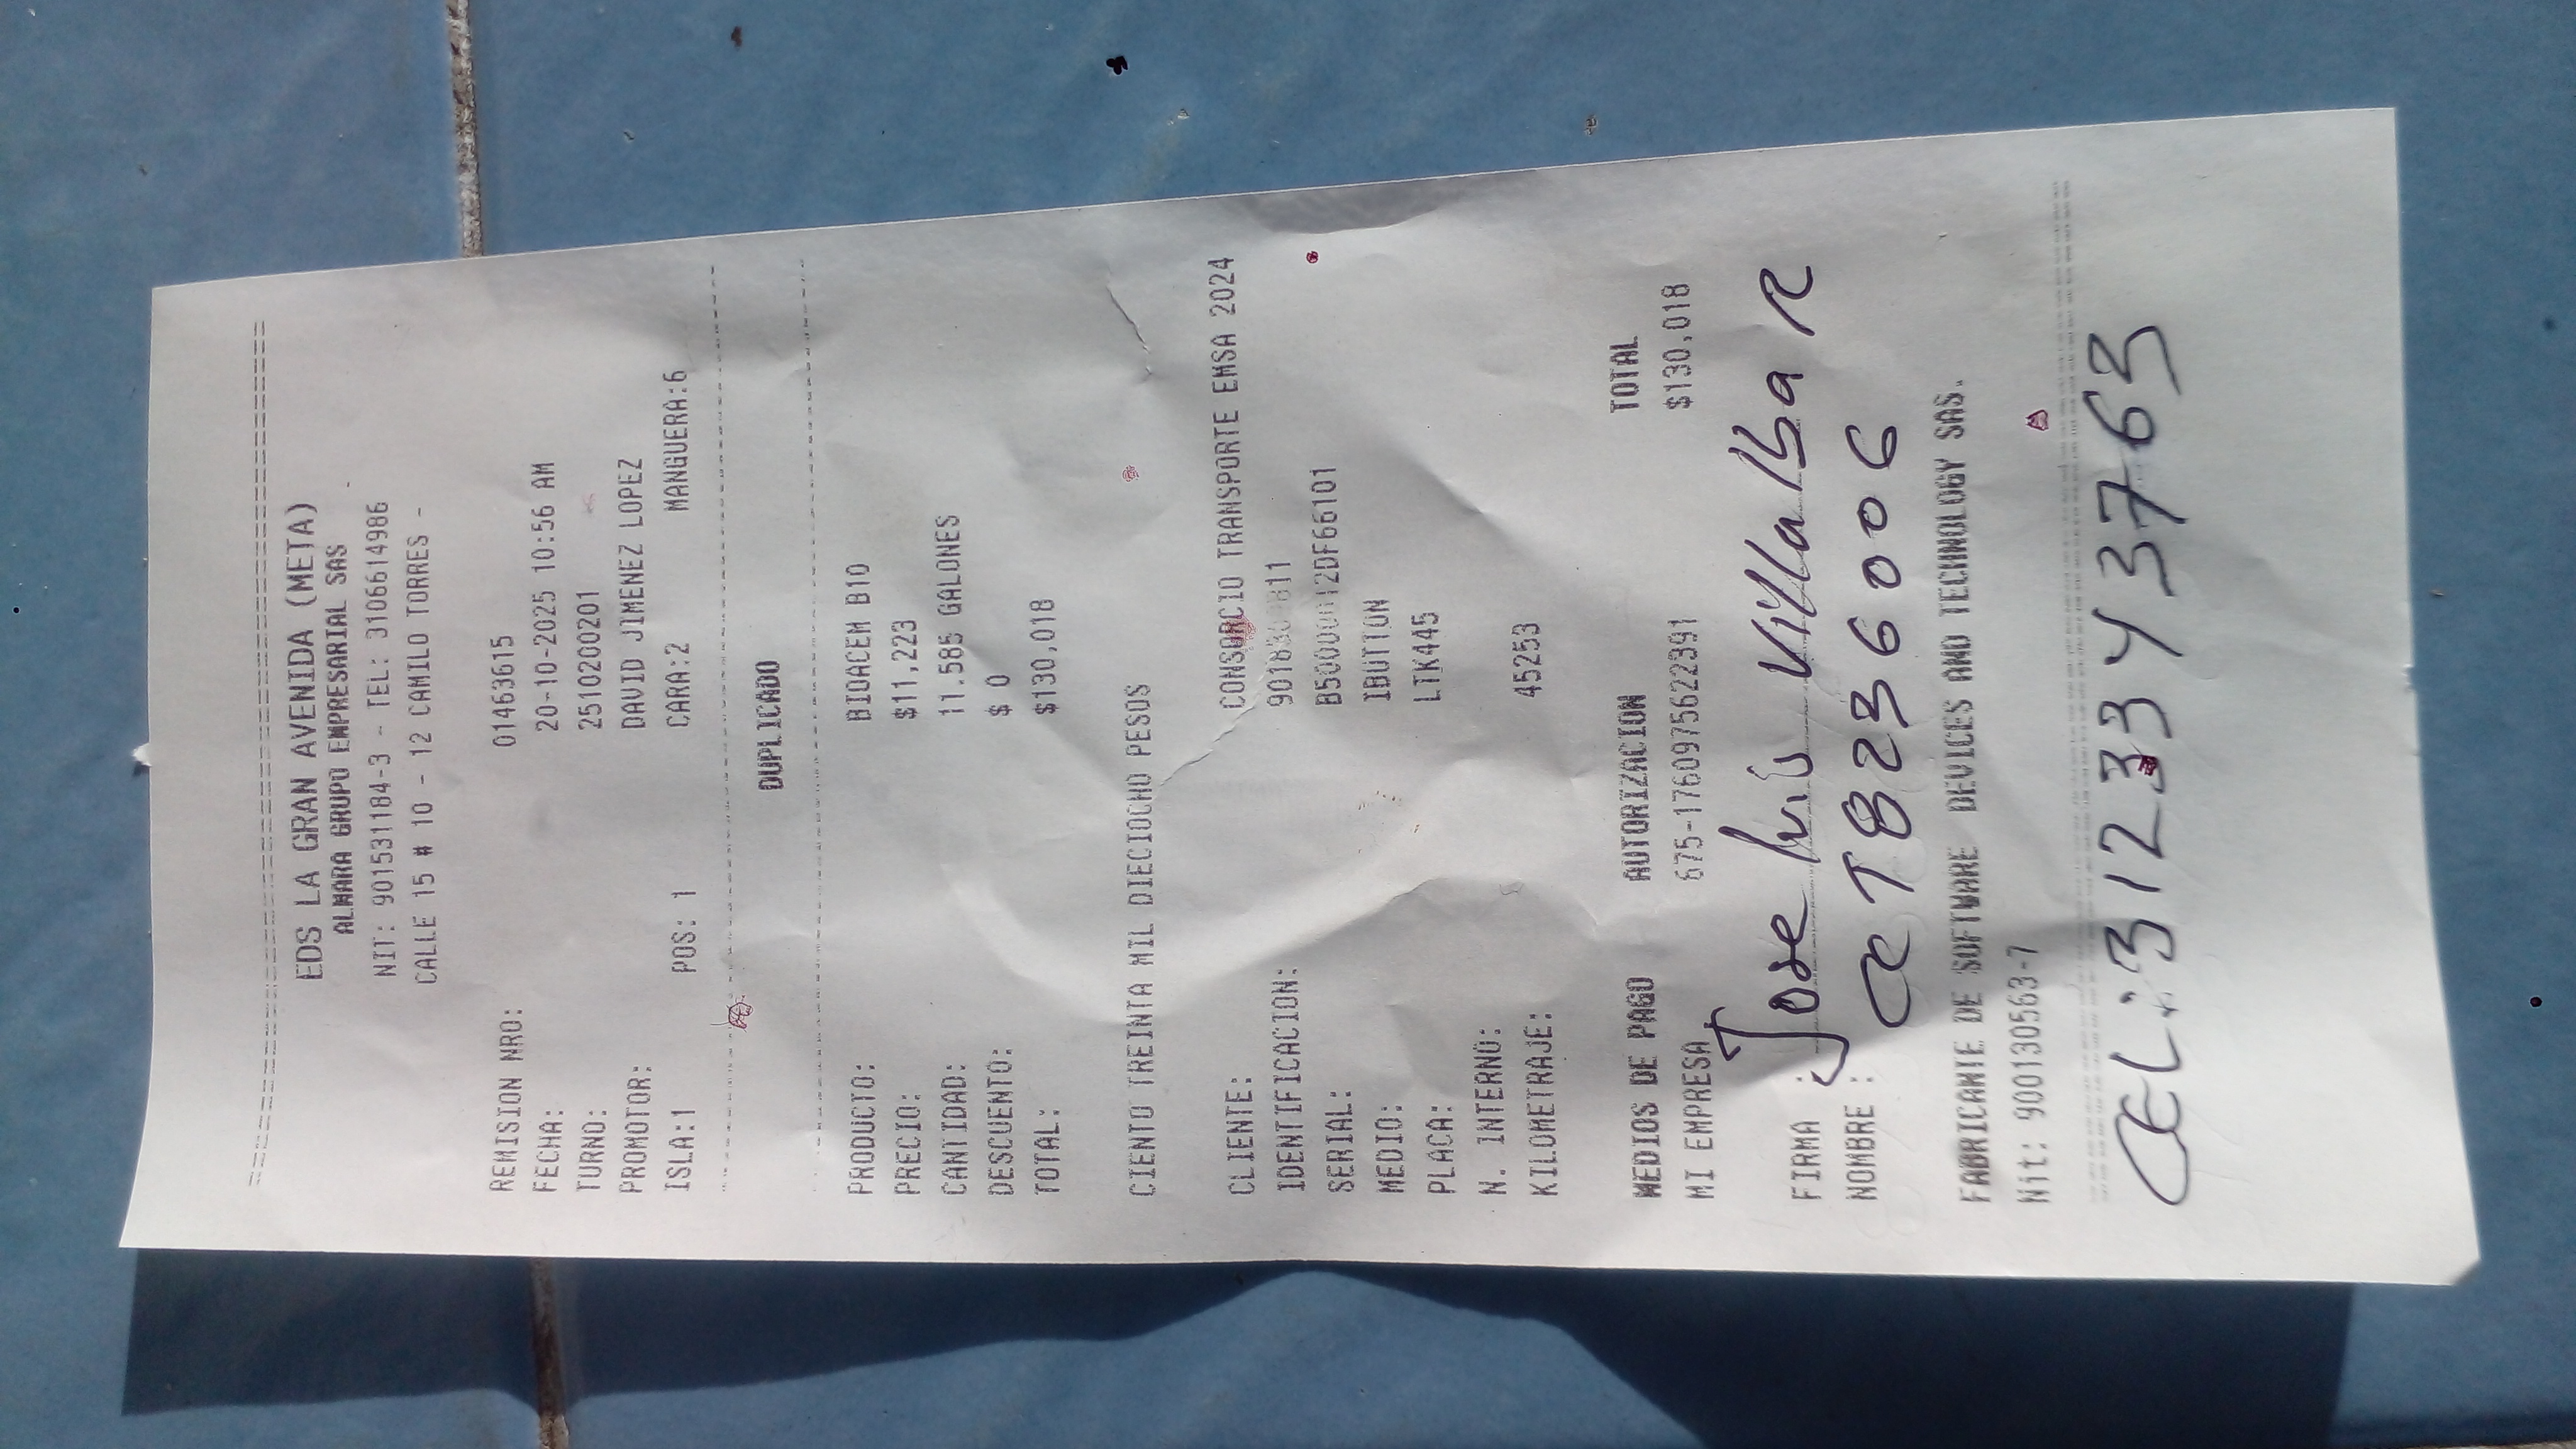 EDS LA GRAN AVENIDA (META)
ALMARA GRUPO EMPRESARIAL SAS
NIT: 901531184-3 - TEL: 3106614986
CALLE 15 # 10 - 12 CAMILO TORRES -
REMISION NRO: 01463615
FECHA: 20-10-2025 10:56 AM
TURNO: 2510200201
PROMOTOR: DAVID JIMENEZ LOPEZ
ISLA:1 POS: 1 CARA:2 MANGUERA:6
DUPLICADO
PRODUCTO: BIOACEM B10
PRECIO: $11,223
CANTIDAD: 11.585 GALONES
DESCUENTO: $ 0
TOTAL: $130,018
CIENTO TREINTA MIL DIECIOCHO PESOS
CLIENTE: CONSORCIO TRANSPORTE EMSA 2024
IDENTIFICACION:
SERIAL:
MEDIO: IBUTTON
PLACA: LTK445
N. INTERNO:
KILOMETRAJE: 45253
MEDIOS DE PAGO AUTORIZACION TOTAL
MI EMPRESA 675-1760975622391 $130,018
FIRMA : Jose luis Villalba R
NOMBRE : CC 78236006
FABRICANTE DE SOFTWARE DEVICES AND TECHNOLOGY SAS.
Nit: 900130563-7
CEL: 3123343763